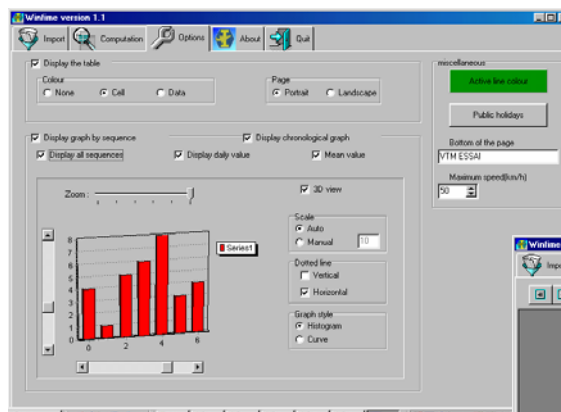 Winfime version 1.1
Import Computation Options About Quit
Display the table
Colour
None Cell Data
Page
Portrait Landscape
miscellaneous
Active line colour
Public holidays
Bottom of the page
VTM ESSAI
Maximum speed(km/h)
50
Display graph by sequence Display chronological graph
Display all sequences Display daily value Mean value
Zoom :
3D view
Scale
Auto
Manual 10
Dotted line
Vertical
Horizontal
Graph style
Histogram
Curve
Series1
8
7
6
5
4
3
2
1
0
0 2 4 6
Winfime
Impo